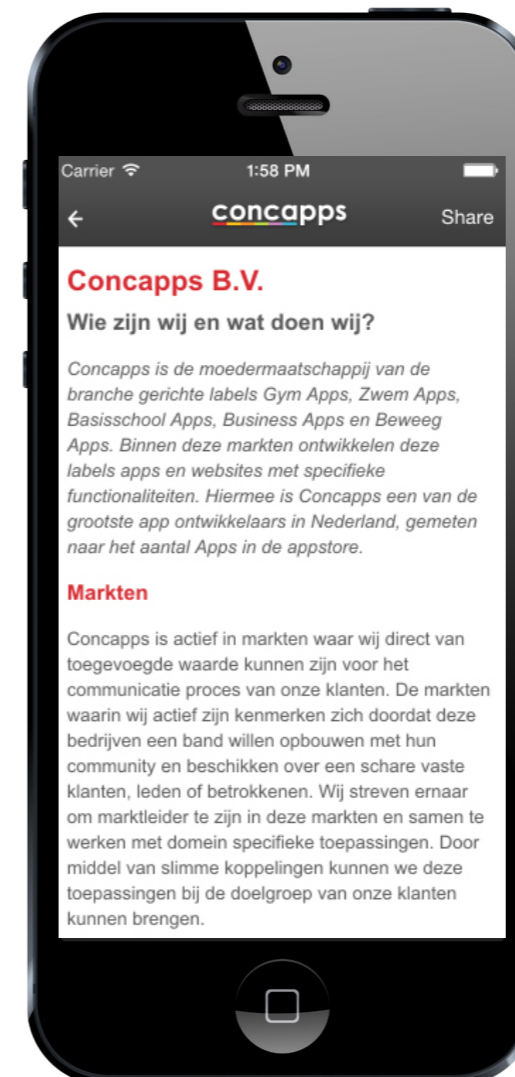 Carrier 1:58 PM
concapps Share
Concapps B.V.
Wie zijn wij en wat doen wij?
Concapps is de moedermaatschappij van de
branche gerichte labels Gym Apps, Zwem Apps,
Basisschool Apps, Business Apps en Beweeg
Apps. Binnen deze markten ontwikkelen deze
labels apps en websites met specifieke
functionaliteiten. Hiermee is Concapps een van de
grootste app ontwikkelaars in Nederland, gemeten
naar het aantal Apps in de appstore.
Markten
Concapps is actief in markten waar wij direct van
toegevoegde waarde kunnen zijn voor het
communicatie proces van onze klanten. De markten
waarin wij actief zijn kenmerken zich doordat deze
bedrijven een band willen opbouwen met hun
community en beschikken over een schare vaste
klanten, leden of betrokkenen. Wij streven ernaar
om marktleider te zijn in deze markten en samen te
werken met domein specifieke toepassingen. Door
middel van slimme koppelingen kunnen we deze
toepassingen bij de doelgroep van onze klanten
kunnen brengen.